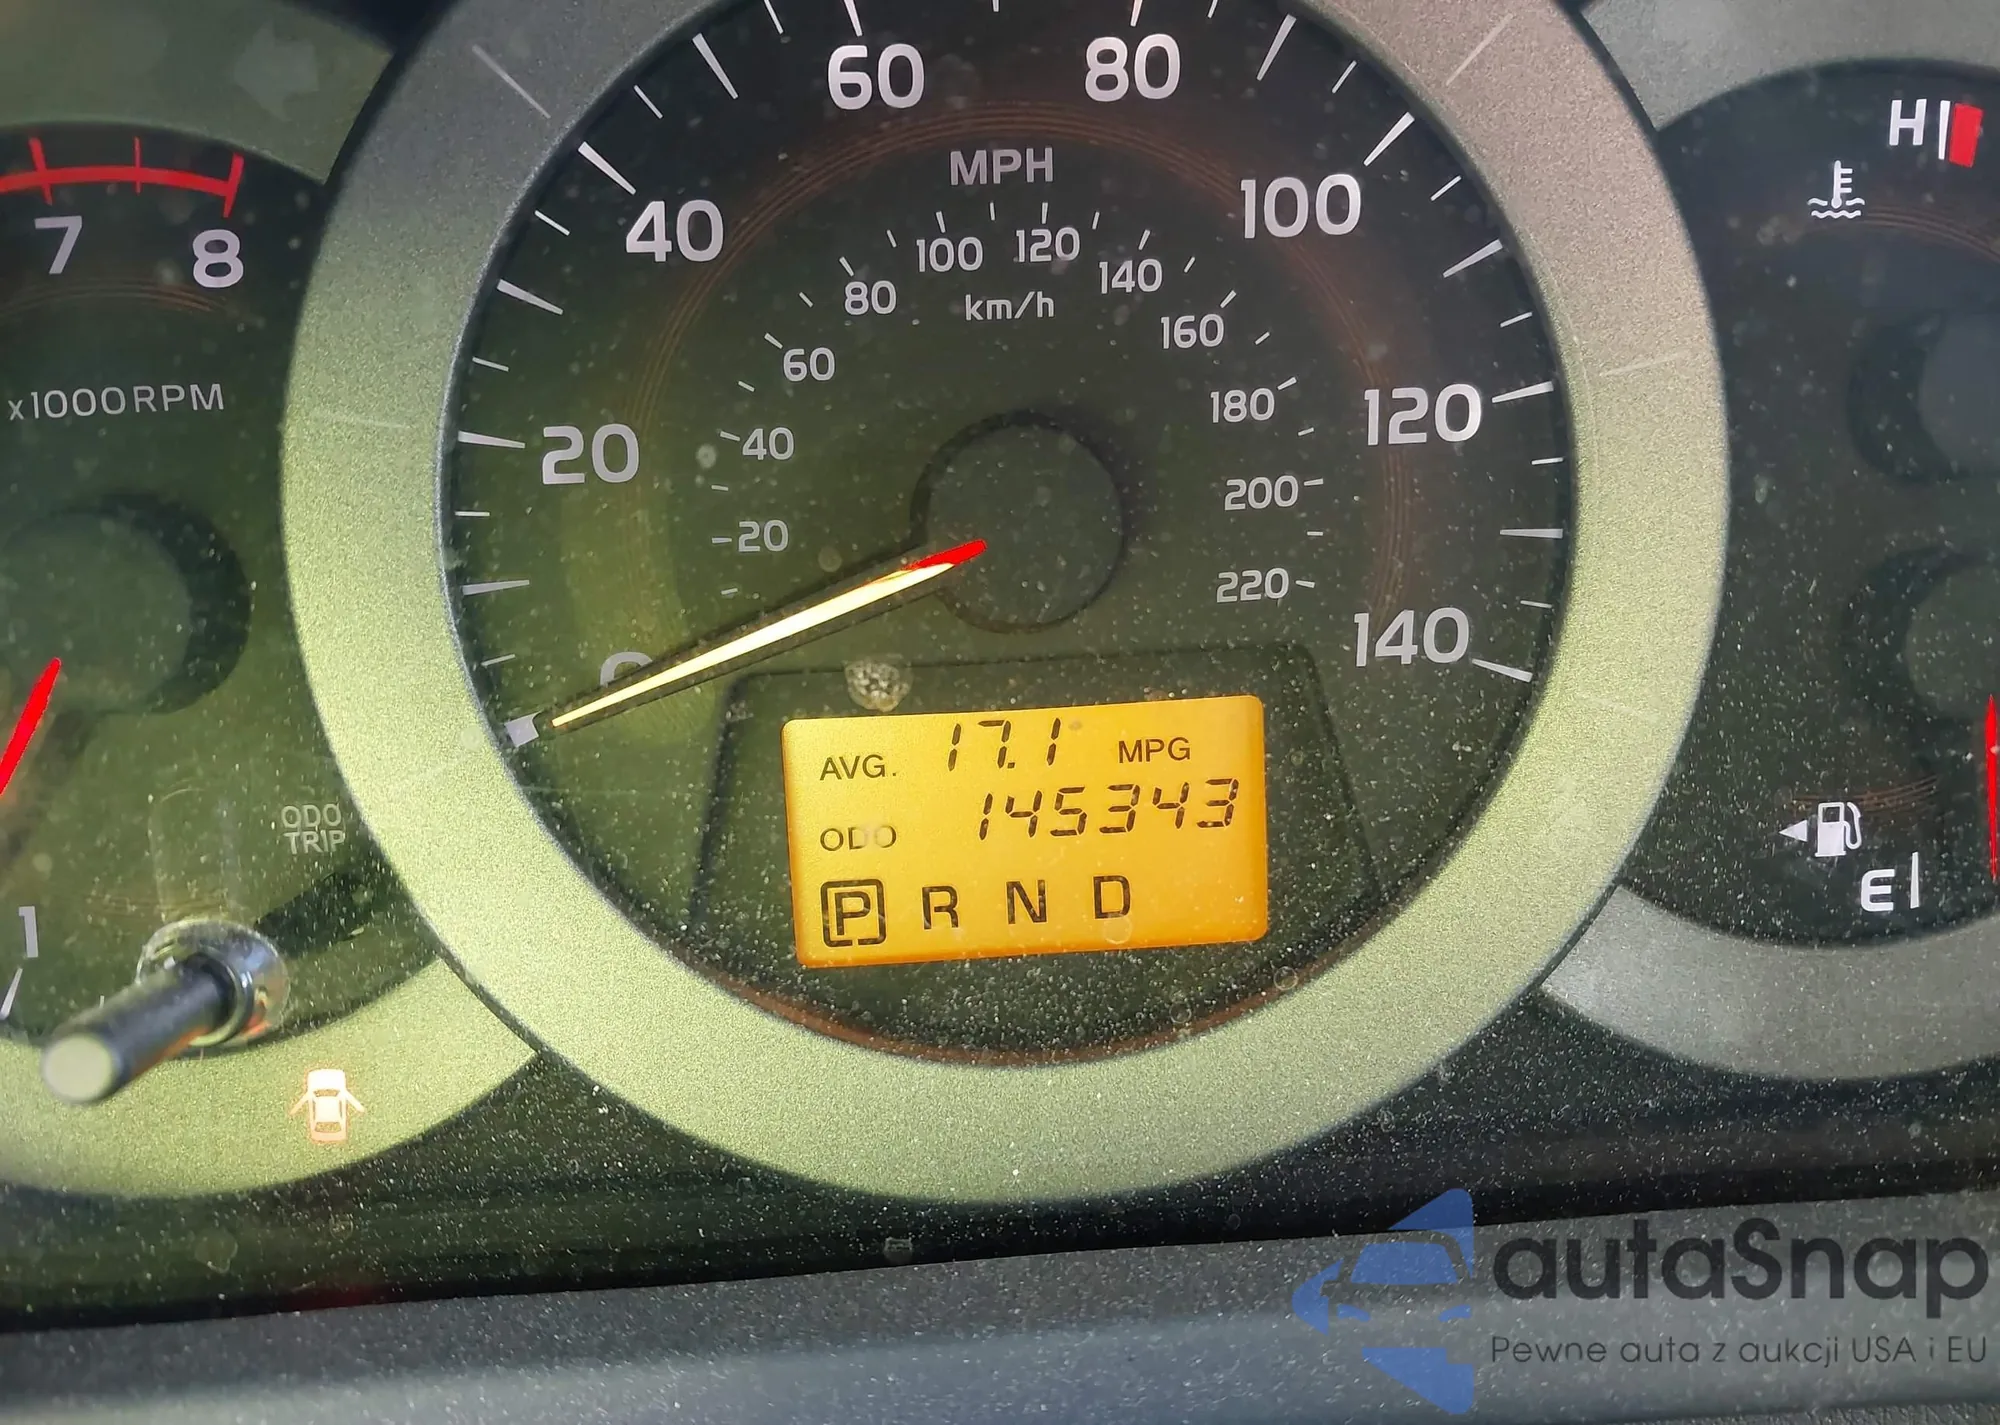 60 80
40 MPH 100
7 8
80 100 120 140
km/h
60 160
x1000RPM
20 40 180 120
20 200
220
0 140
H
AVG. 17.1 MPG
ODO 145343
P R N D
ODO
TRIP
1
E
autaSnap
Pewne auta z aukcji USA i EU